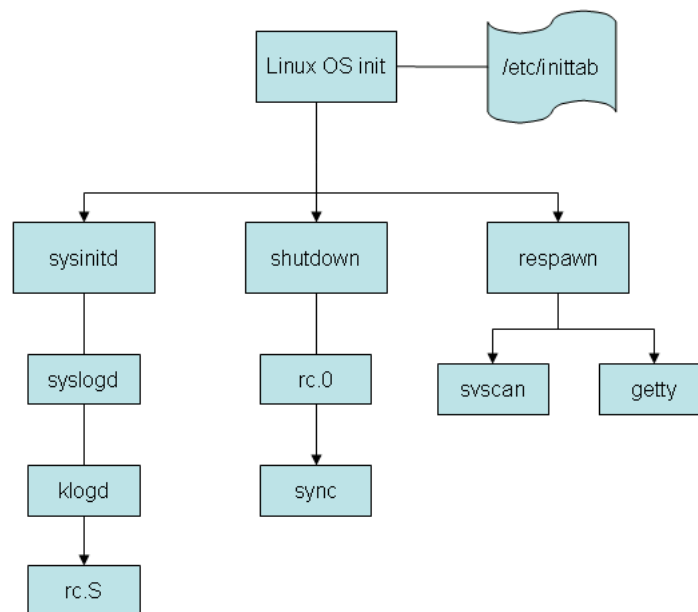 Linux OS init
/etc/inittab
sysinitd
shutdown
respawn
syslogd
rc.0
svscan
getty
klogd
sync
rc.S